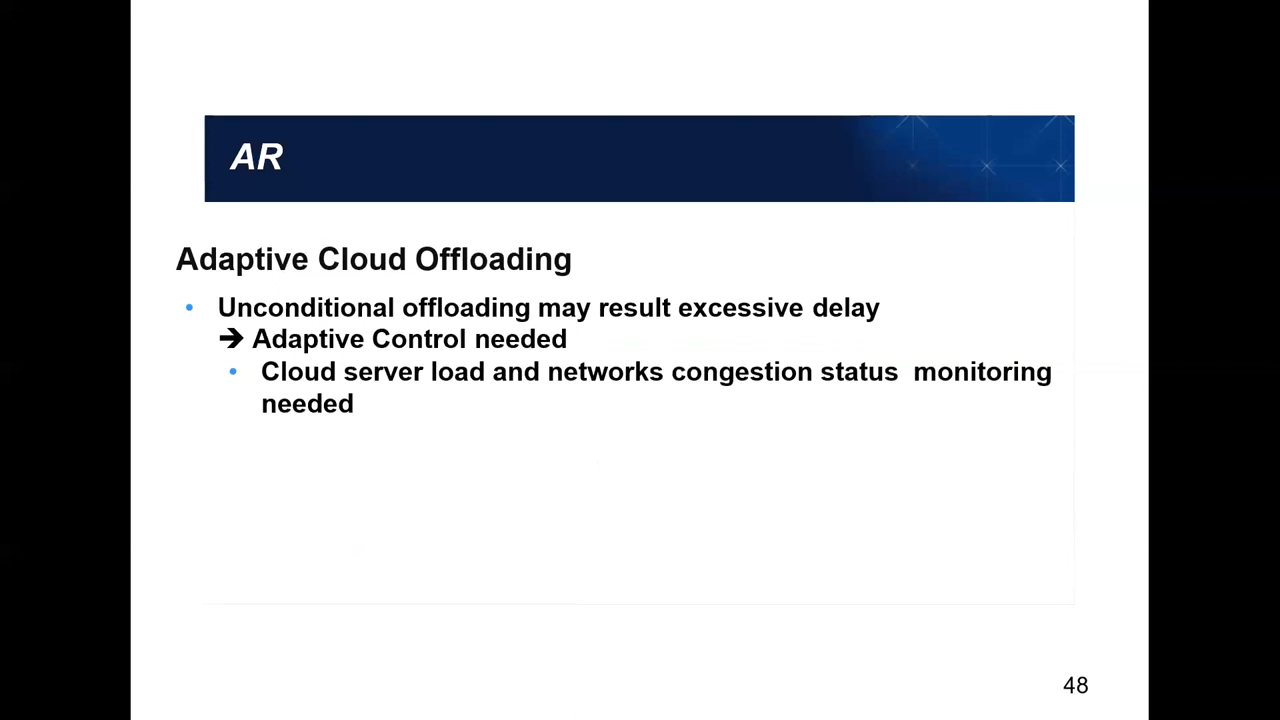 AR
Adaptive Cloud Offloading
• Unconditional offloading may result excessive delay
➔ Adaptive Control needed
• Cloud server load and networks congestion status  monitoring
needed
48